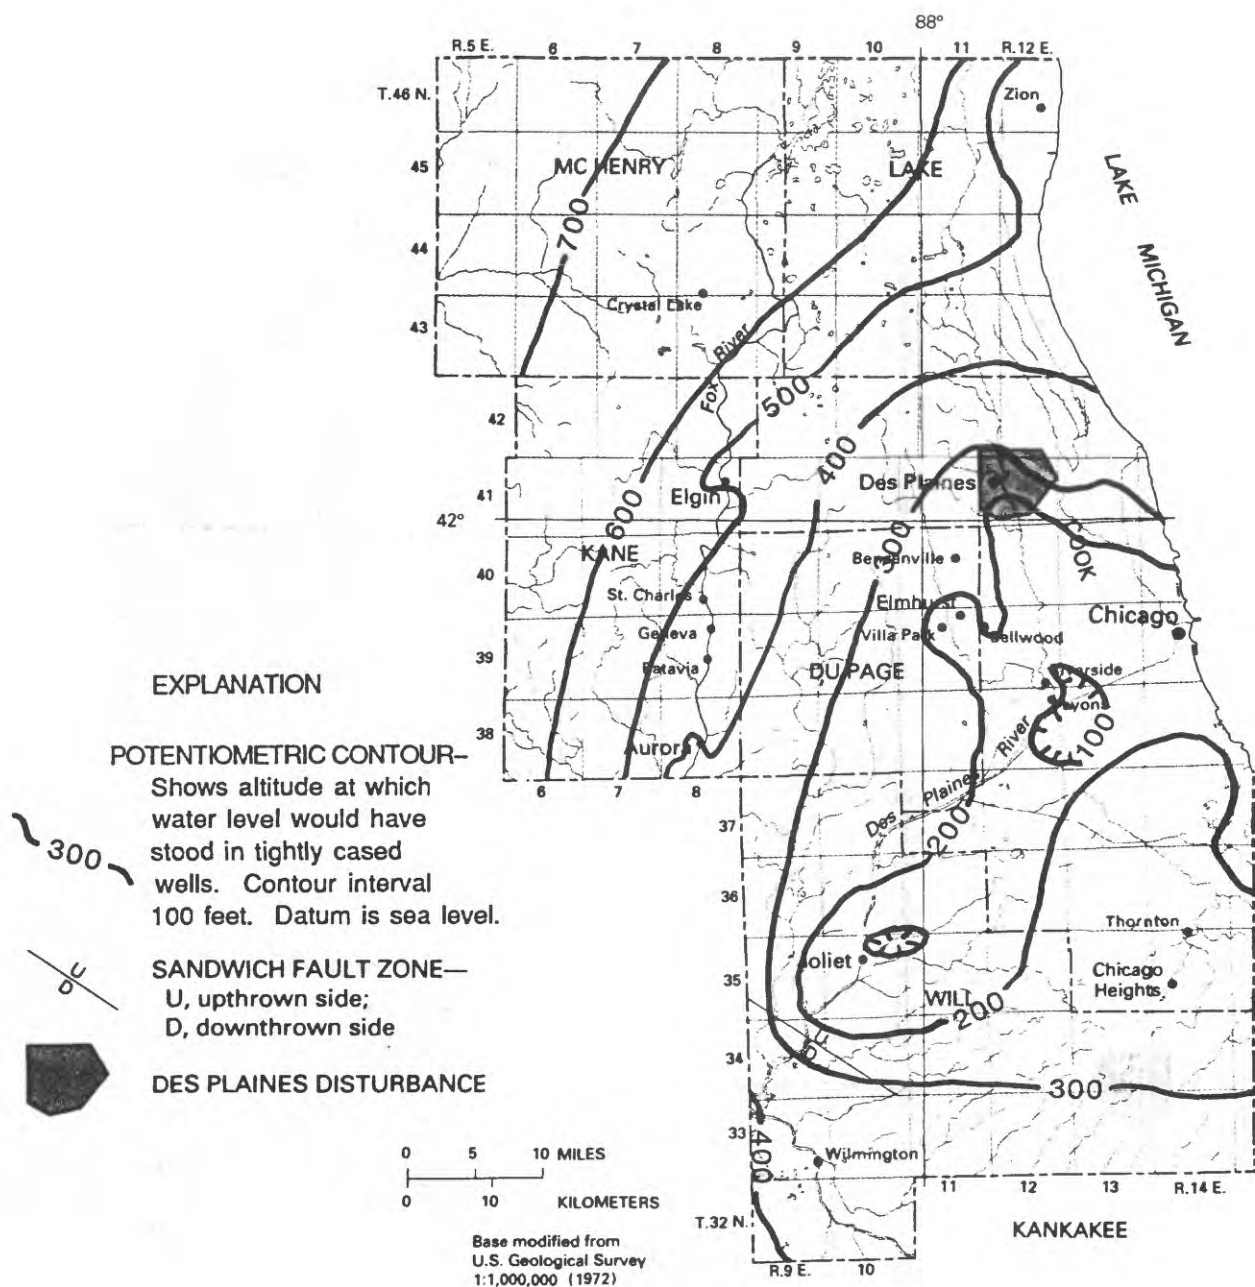 88°
R.5 E. 6 7 8 9 10 11 R.12 E.
T.46 N.
Zion
45
MC HENRY
LAKE
LAKE MICHIGAN
700
44
Crystal Lake
43
Fox River
500
42
400
41
Elgin
Des Plaines
42°
600
KANE
300
COOK
Bensenville
40
St. Charles
Elmhurst
Chicago
Geneva
Villa Park
Bellwood
39
Batavia
DU PAGE
Riverside
Lyons
100
38
Aurora
Des Plaines River
6 7 8
37
200
36
Thornton
Joliet
35
Chicago
Heights
WILL
200
U
D
34
300
33
400
Wilmington
11 12 13 R.14 E.
T.32 N.
KANKAKEE
R.9 E. 10
EXPLANATION
300
POTENTIOMETRIC CONTOUR–
Shows altitude at which
water level would have
stood in tightly cased
wells. Contour interval
100 feet. Datum is sea level.
U
D
SANDWICH FAULT ZONE—
U, upthrown side;
D, downthrown side
DES PLAINES DISTURBANCE
0 5 10 MILES
0 10 KILOMETERS
Base modified from
U.S. Geological Survey
1:1,000,000 (1972)